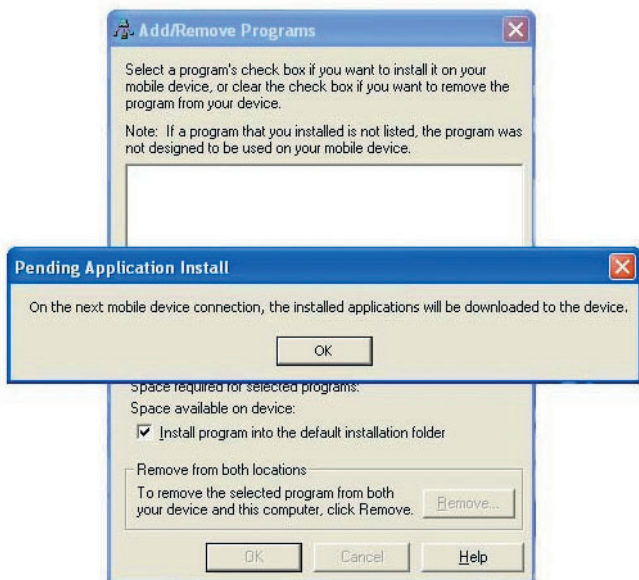 Add/Remove Programs
Select a program's check box if you want to install it on your
mobile device, or clear the check box if you want to remove the
program from your device.
Note: If a program that you installed is not listed, the program was
not designed to be used on your mobile device.
Pending Application Install
On the next mobile device connection, the installed applications will be downloaded to the device.
OK
Space required for selected programs:
Space available on device:
Install program into the default installation folder
Remove from both locations
To remove the selected program from both
your device and this computer, click Remove.
Remove...
OK Cancel Help